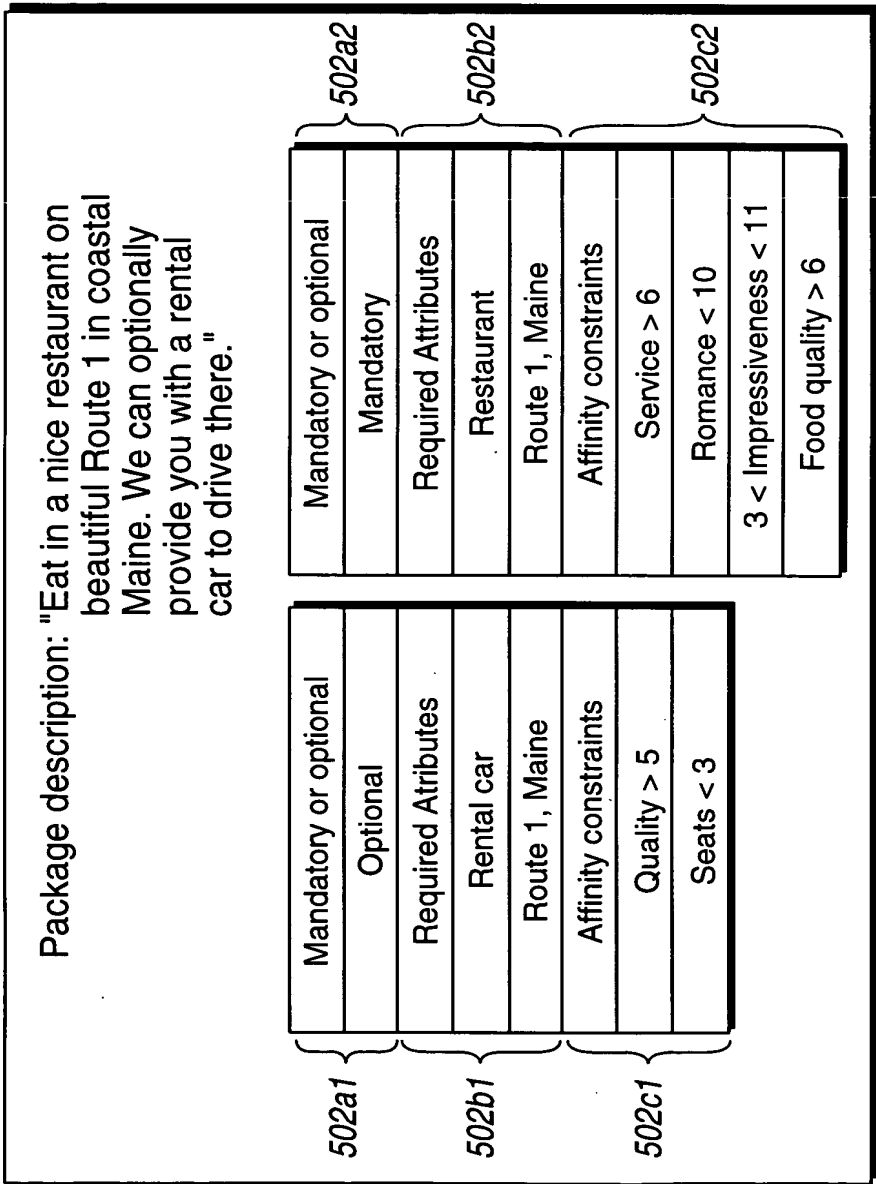 Package description: "Eat in a nice restaurant on
beautiful Route 1 in coastal
Maine. We can optionally
provide you with a rental
car to drive there."
502a1
Mandatory or optional
Optional
502b1
Required Atributes
Rental car
Route 1, Maine
502c1
Affinity constraints
Quality > 5
Seats < 3
Mandatory or optional
Mandatory
502a2
Required Attributes
Restaurant
Route 1, Maine
502b2
Affinity constraints
Service > 6
Romance < 10
3 < Impressiveness < 11
Food quality > 6
502c2